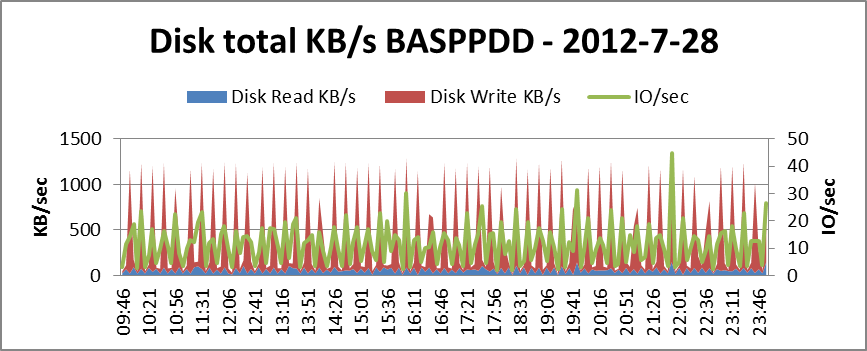 Disk total KB/s BASPPDD - 2012-7-28
Disk Read KB/s Disk Write KB/s IO/sec
KB/sec
1500
1000
500
0
50
40
30
20
10
0
IO/sec
09:46 10:21 10:56 11:31 12:06 12:41 13:16 13:51 14:26 15:01 15:36 16:11 16:46 17:21 17:56 18:31 19:06 19:41 20:16 20:51 21:26 22:01 22:36 23:11 23:46